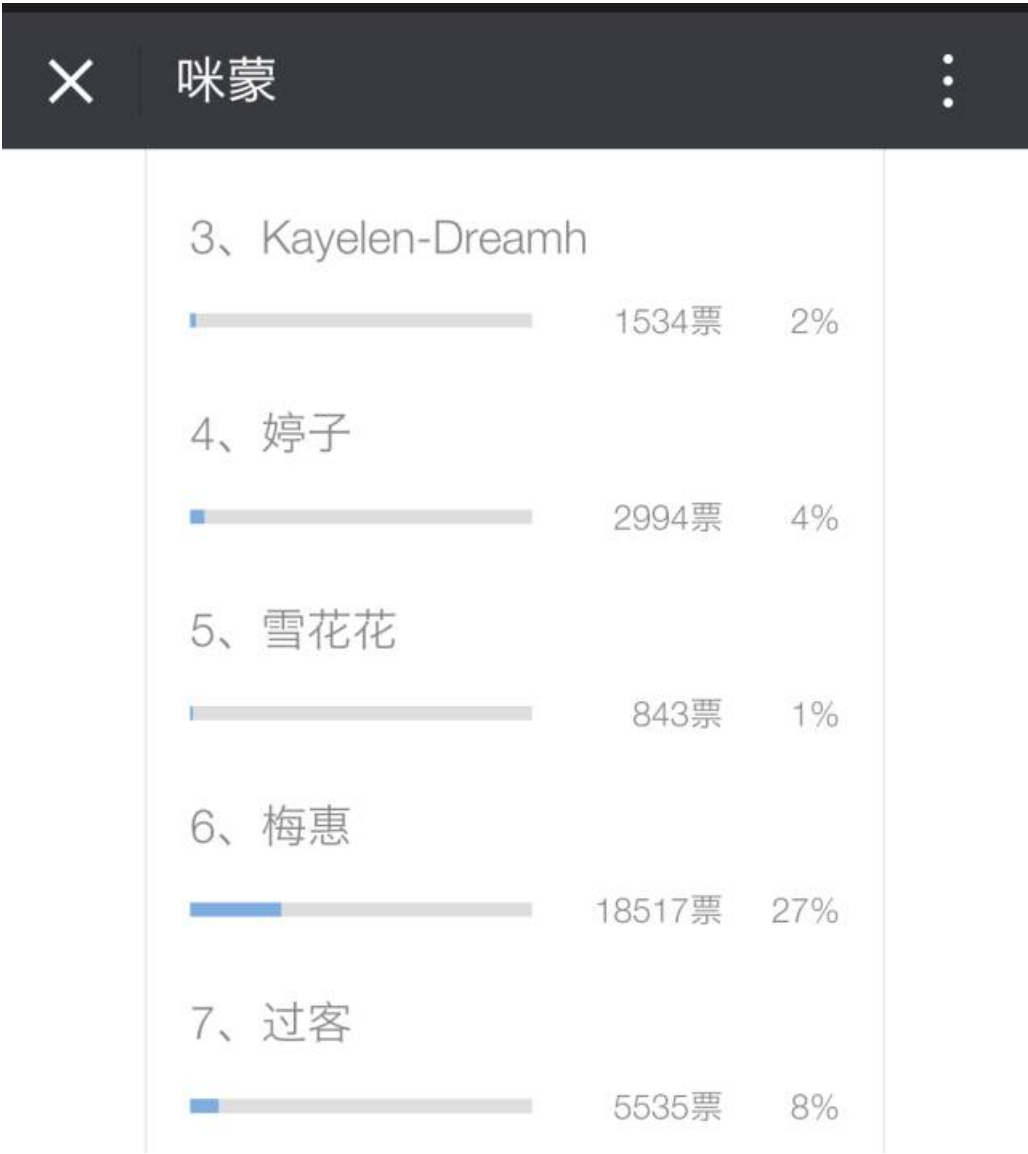 咪蒙
3、Kayelen-Dreamh
1534票 2%
4、婷子
2994票 4%
5、雪花花
843票 1%
6、梅惠
18517票 27%
7、过客
5535票 8%